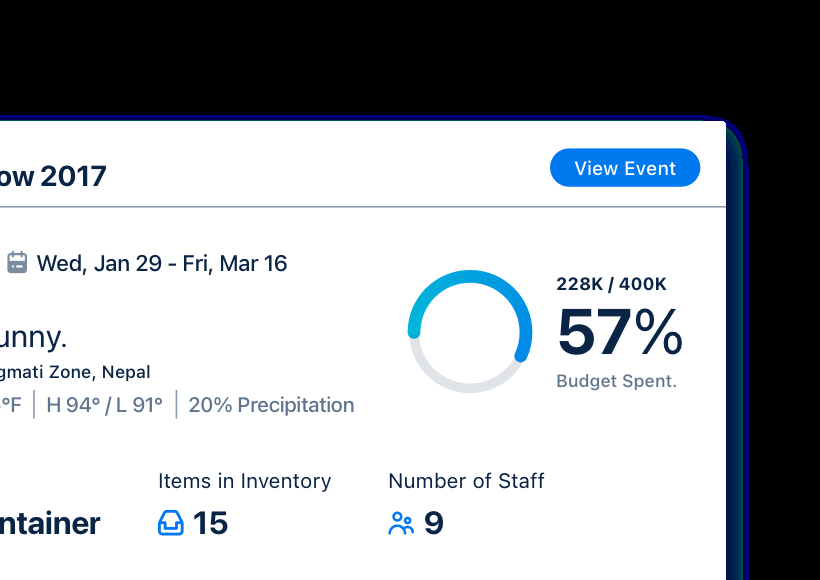 ow 2017
View Event
Wed, Jan 29 - Fri, Mar 16
228K / 400K
57%
Budget Spent.
unny.
gmati Zone, Nepal
°F | H 94° / L 91° | 20% Precipitation
Items in Inventory
Number of Staff
ntainer
15
9